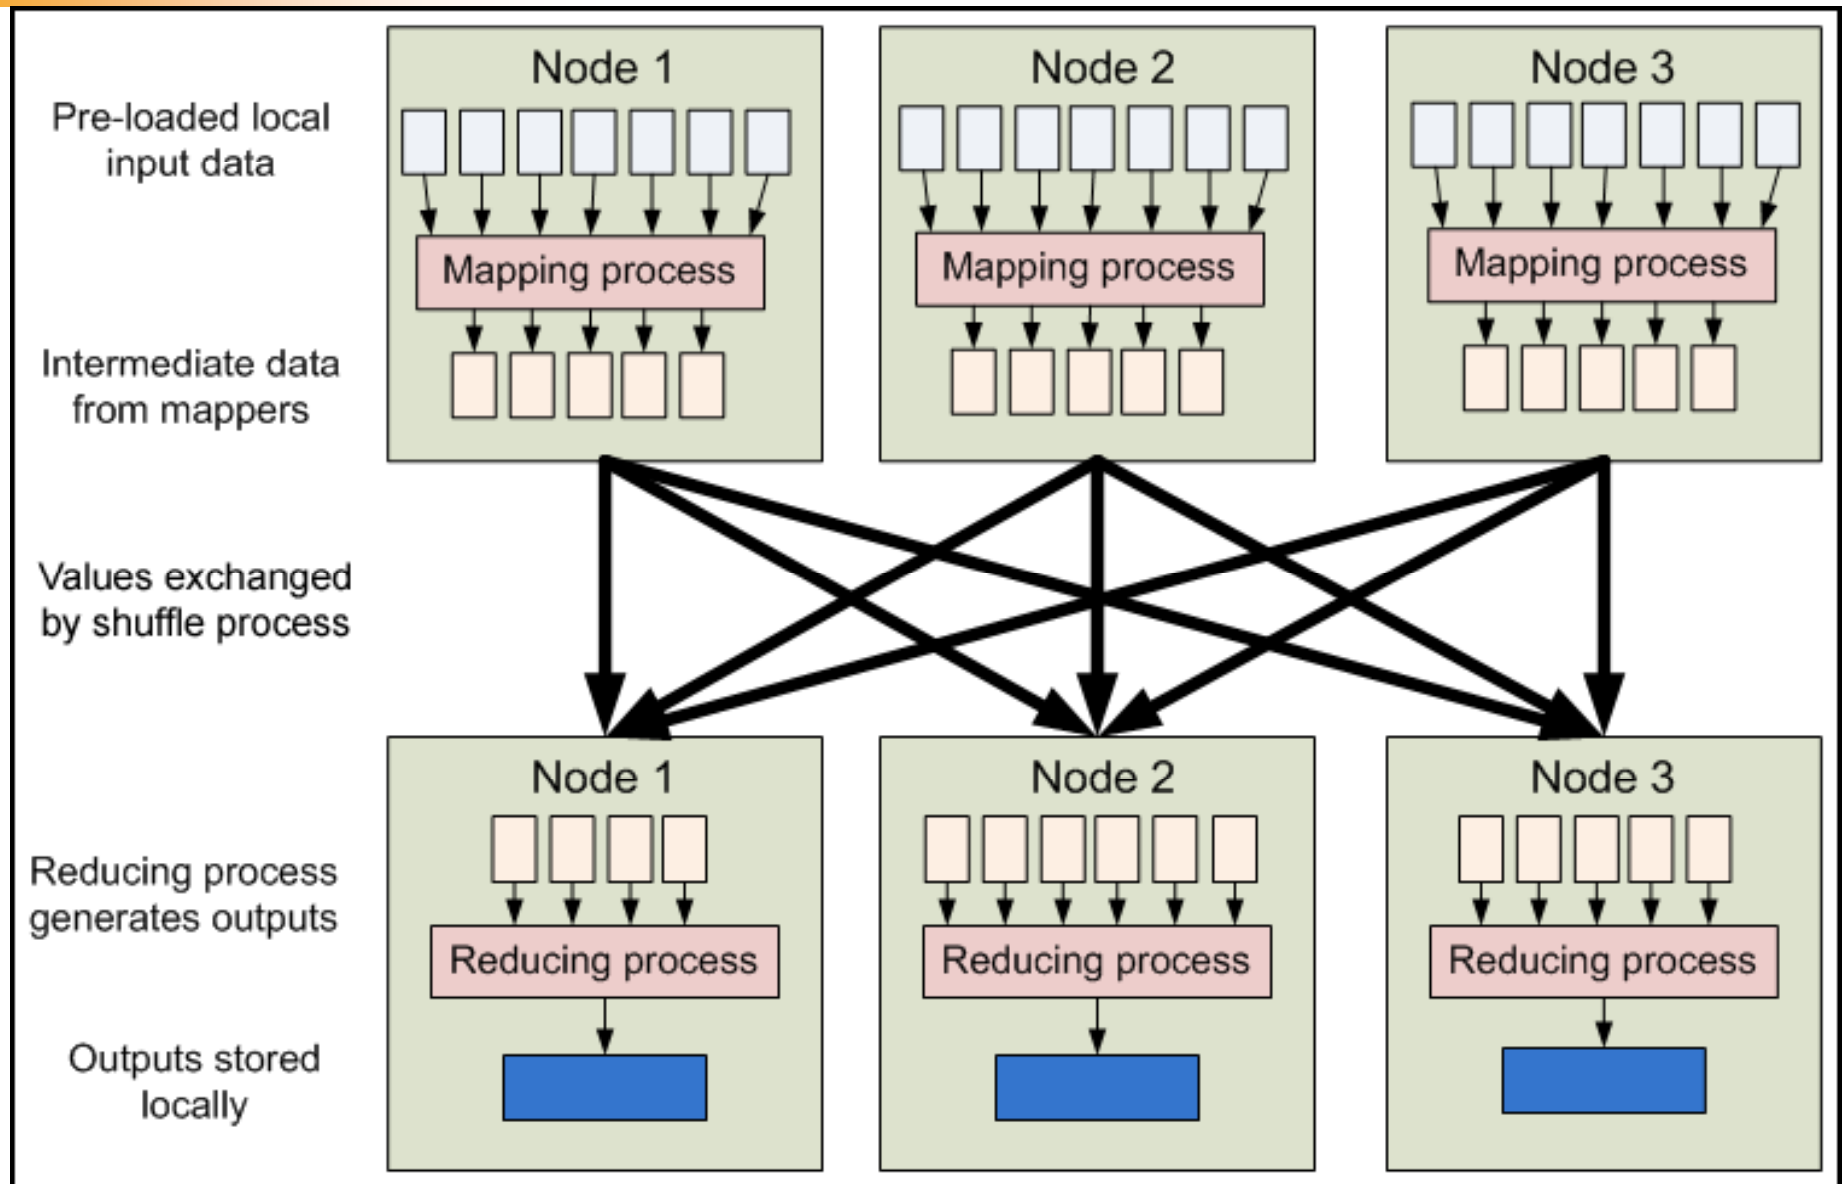 Node 1
Node 2
Node 3
Pre-loaded local
input data
Mapping process
Mapping process
Mapping process
Intermediate data
from mappers
Values exchanged
by shuffle process
Node 1
Node 2
Node 3
Reducing process
generates outputs
Reducing process
Reducing process
Reducing process
Outputs stored
locally